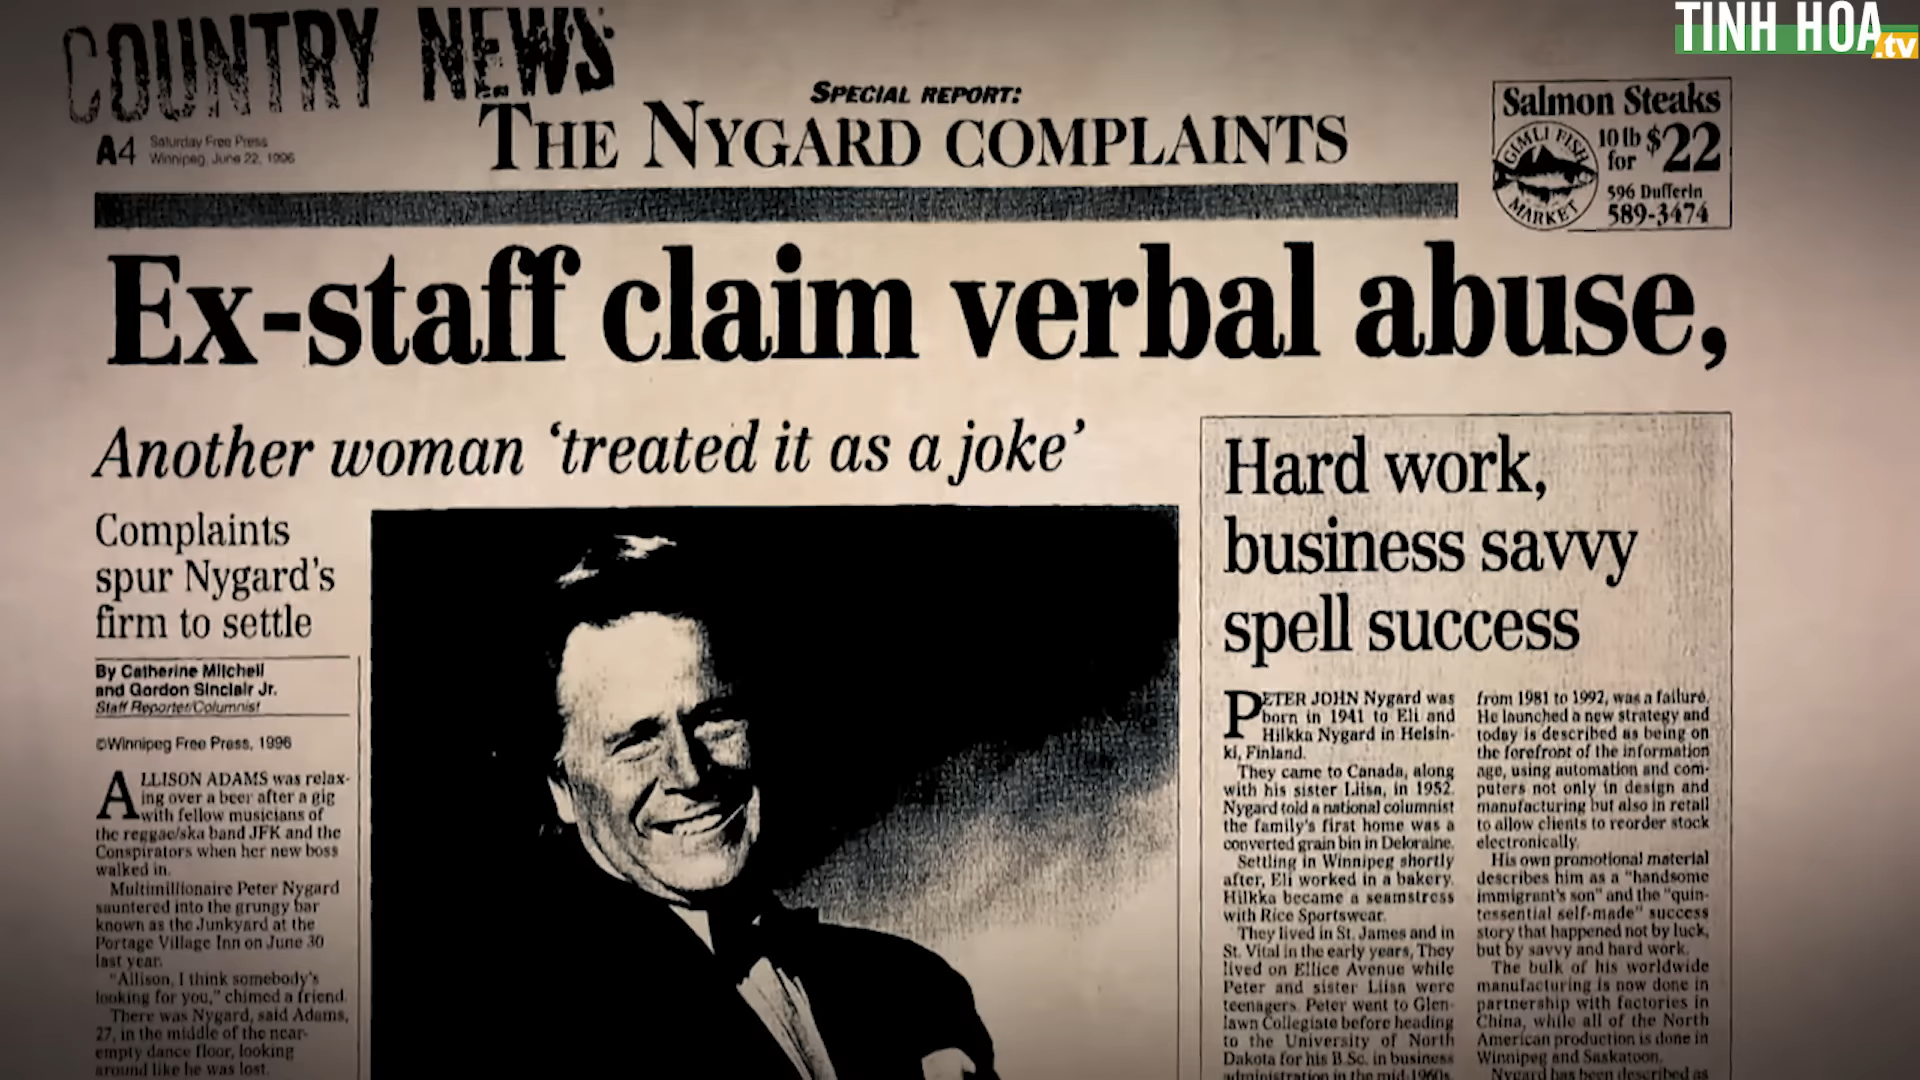 TINH HOA
.tv
COUNTRY NEWS
A4
Saturday Free Press
Winnipeg, June 22, 1996
SPECIAL REPORT:
THE NYGARD COMPLAINTS
Salmon Steaks
GIMLI FISH
MARKET
10 lb
for
$22
596 Dufferin
589-3474
Ex-staff claim verbal abuse,
Another woman ‘treated it as a joke’
Complaints
spur Nygard’s
firm to settle
By Catherine Mitchell
and Gordon Sinclair Jr.
Staff Reporter/Columnist
©Winnipeg Free Press, 1996
ALLISON ADAMS was relax-
ing over a beer after a gig
with fellow musicians of
the reggae/ska band JFK and the
Conspirators when her new boss
walked in.
Multimillionaire Peter Nygard
sauntered into the grungy bar
known as the Junkyard at the
Portage Village Inn on June 30
last year.
“Allison, I think somebody’s
looking for you,” chimed a friend.
There was Nygard, said Adams,
27, in the middle of the near-
empty dance floor, looking
around like he was lost.
Hard work,
business savvy
spell success
PETER JOHN Nygard was
born in 1941 to Eli and
Hilkka Nygard in Helsin-
ki, Finland.
They came to Canada, along
with his sister Liisa, in 1952.
Nygard told a national columnist
the family’s first home was a
converted grain bin in Deloraine.
Settling in Winnipeg shortly
after, Eli worked in a bakery.
Hilkka became a seamstress
with Rice Sportswear.
They lived in St. James and in
St. Vital in the early years, They
lived on Ellice Avenue while
Peter and sister Liisa were
teenagers. Peter went to Glen-
lawn Collegiate before heading
to the University of North
Dakota for his B.Sc. in business
administration in the mid-1960s.
from 1981 to 1992, was a failure.
He launched a new strategy and
today is described as being on
the forefront of the information
age, using automation and com-
puters not only in design and
manufacturing but also in retail
to allow clients to reorder stock
electronically.
His own promotional material
describes him as a “handsome
immigrant’s son” and the “quin-
tessential self-made” success
story that happened not by luck,
but by savvy and hard work.
The bulk of his worldwide
manufacturing is now done in
partnership with factories in
China, while all of the North
American production is done in
Winnipeg and Saskatoon.
Nygard has been described as